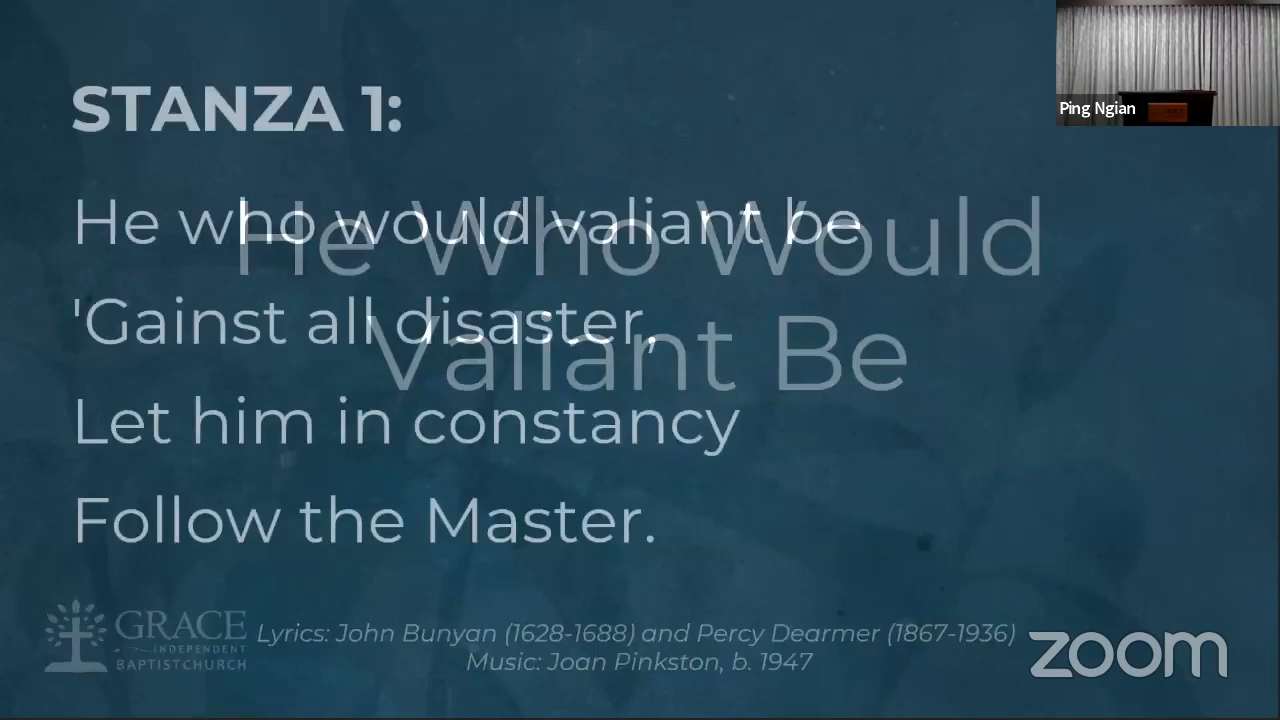 Ping Ngian
STANZA 1:
He Who Would
Valiant Be
He who would valiant be
'Gainst all disaster,
Let him in constancy
Follow the Master.
GRACE
INDEPENDENT
BAPTISTCHURCH
Lyrics: John Bunyan (1628-1688) and Percy Dearmer (1867-1936)
Music: Joan Pinkston, b. 1947
zoom